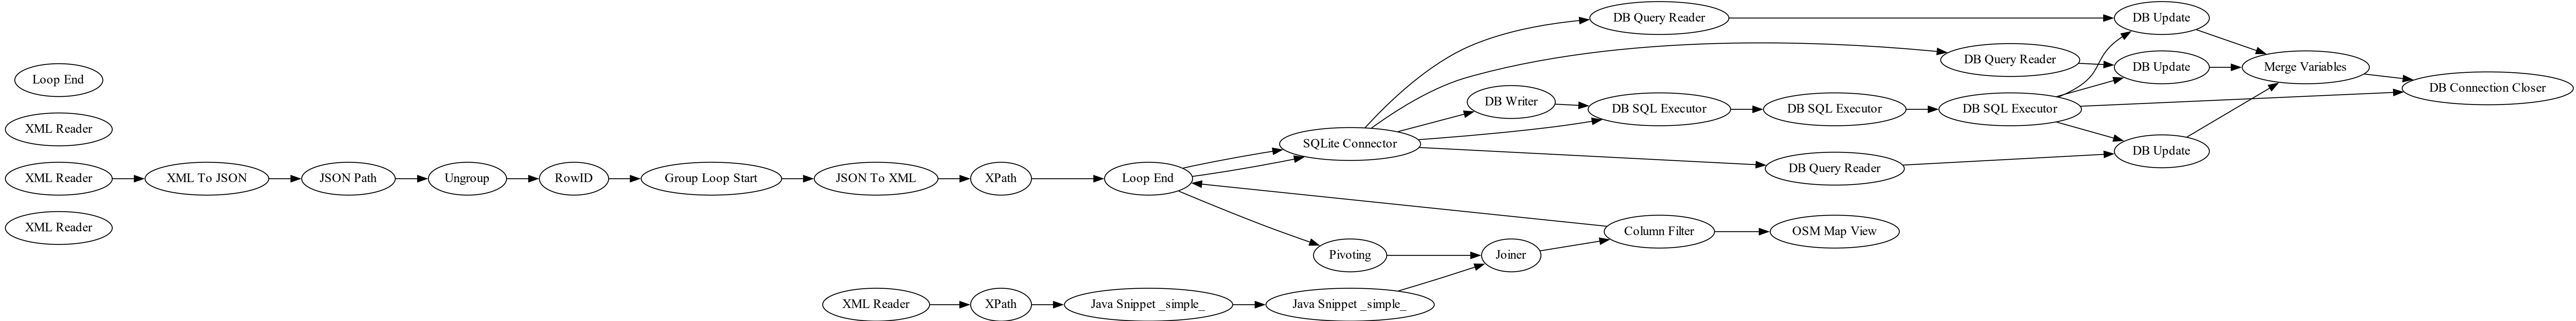 Loop End
XML Reader
XML Reader
XML To JSON
JSON Path
Ungroup
RowID
Group Loop Start
JSON To XML
XPath
Loop End
XML Reader
XML Reader
XPath
Java Snippet _simple_
Java Snippet _simple_
Pivoting
Joiner
Column Filter
OSM Map View
SQLite Connector
DB Query Reader
DB Query Reader
DB Writer
DB SQL Executor
DB SQL Executor
DB SQL Executor
DB Query Reader
DB Update
DB Update
DB Update
Merge Variables
DB Connection Closer